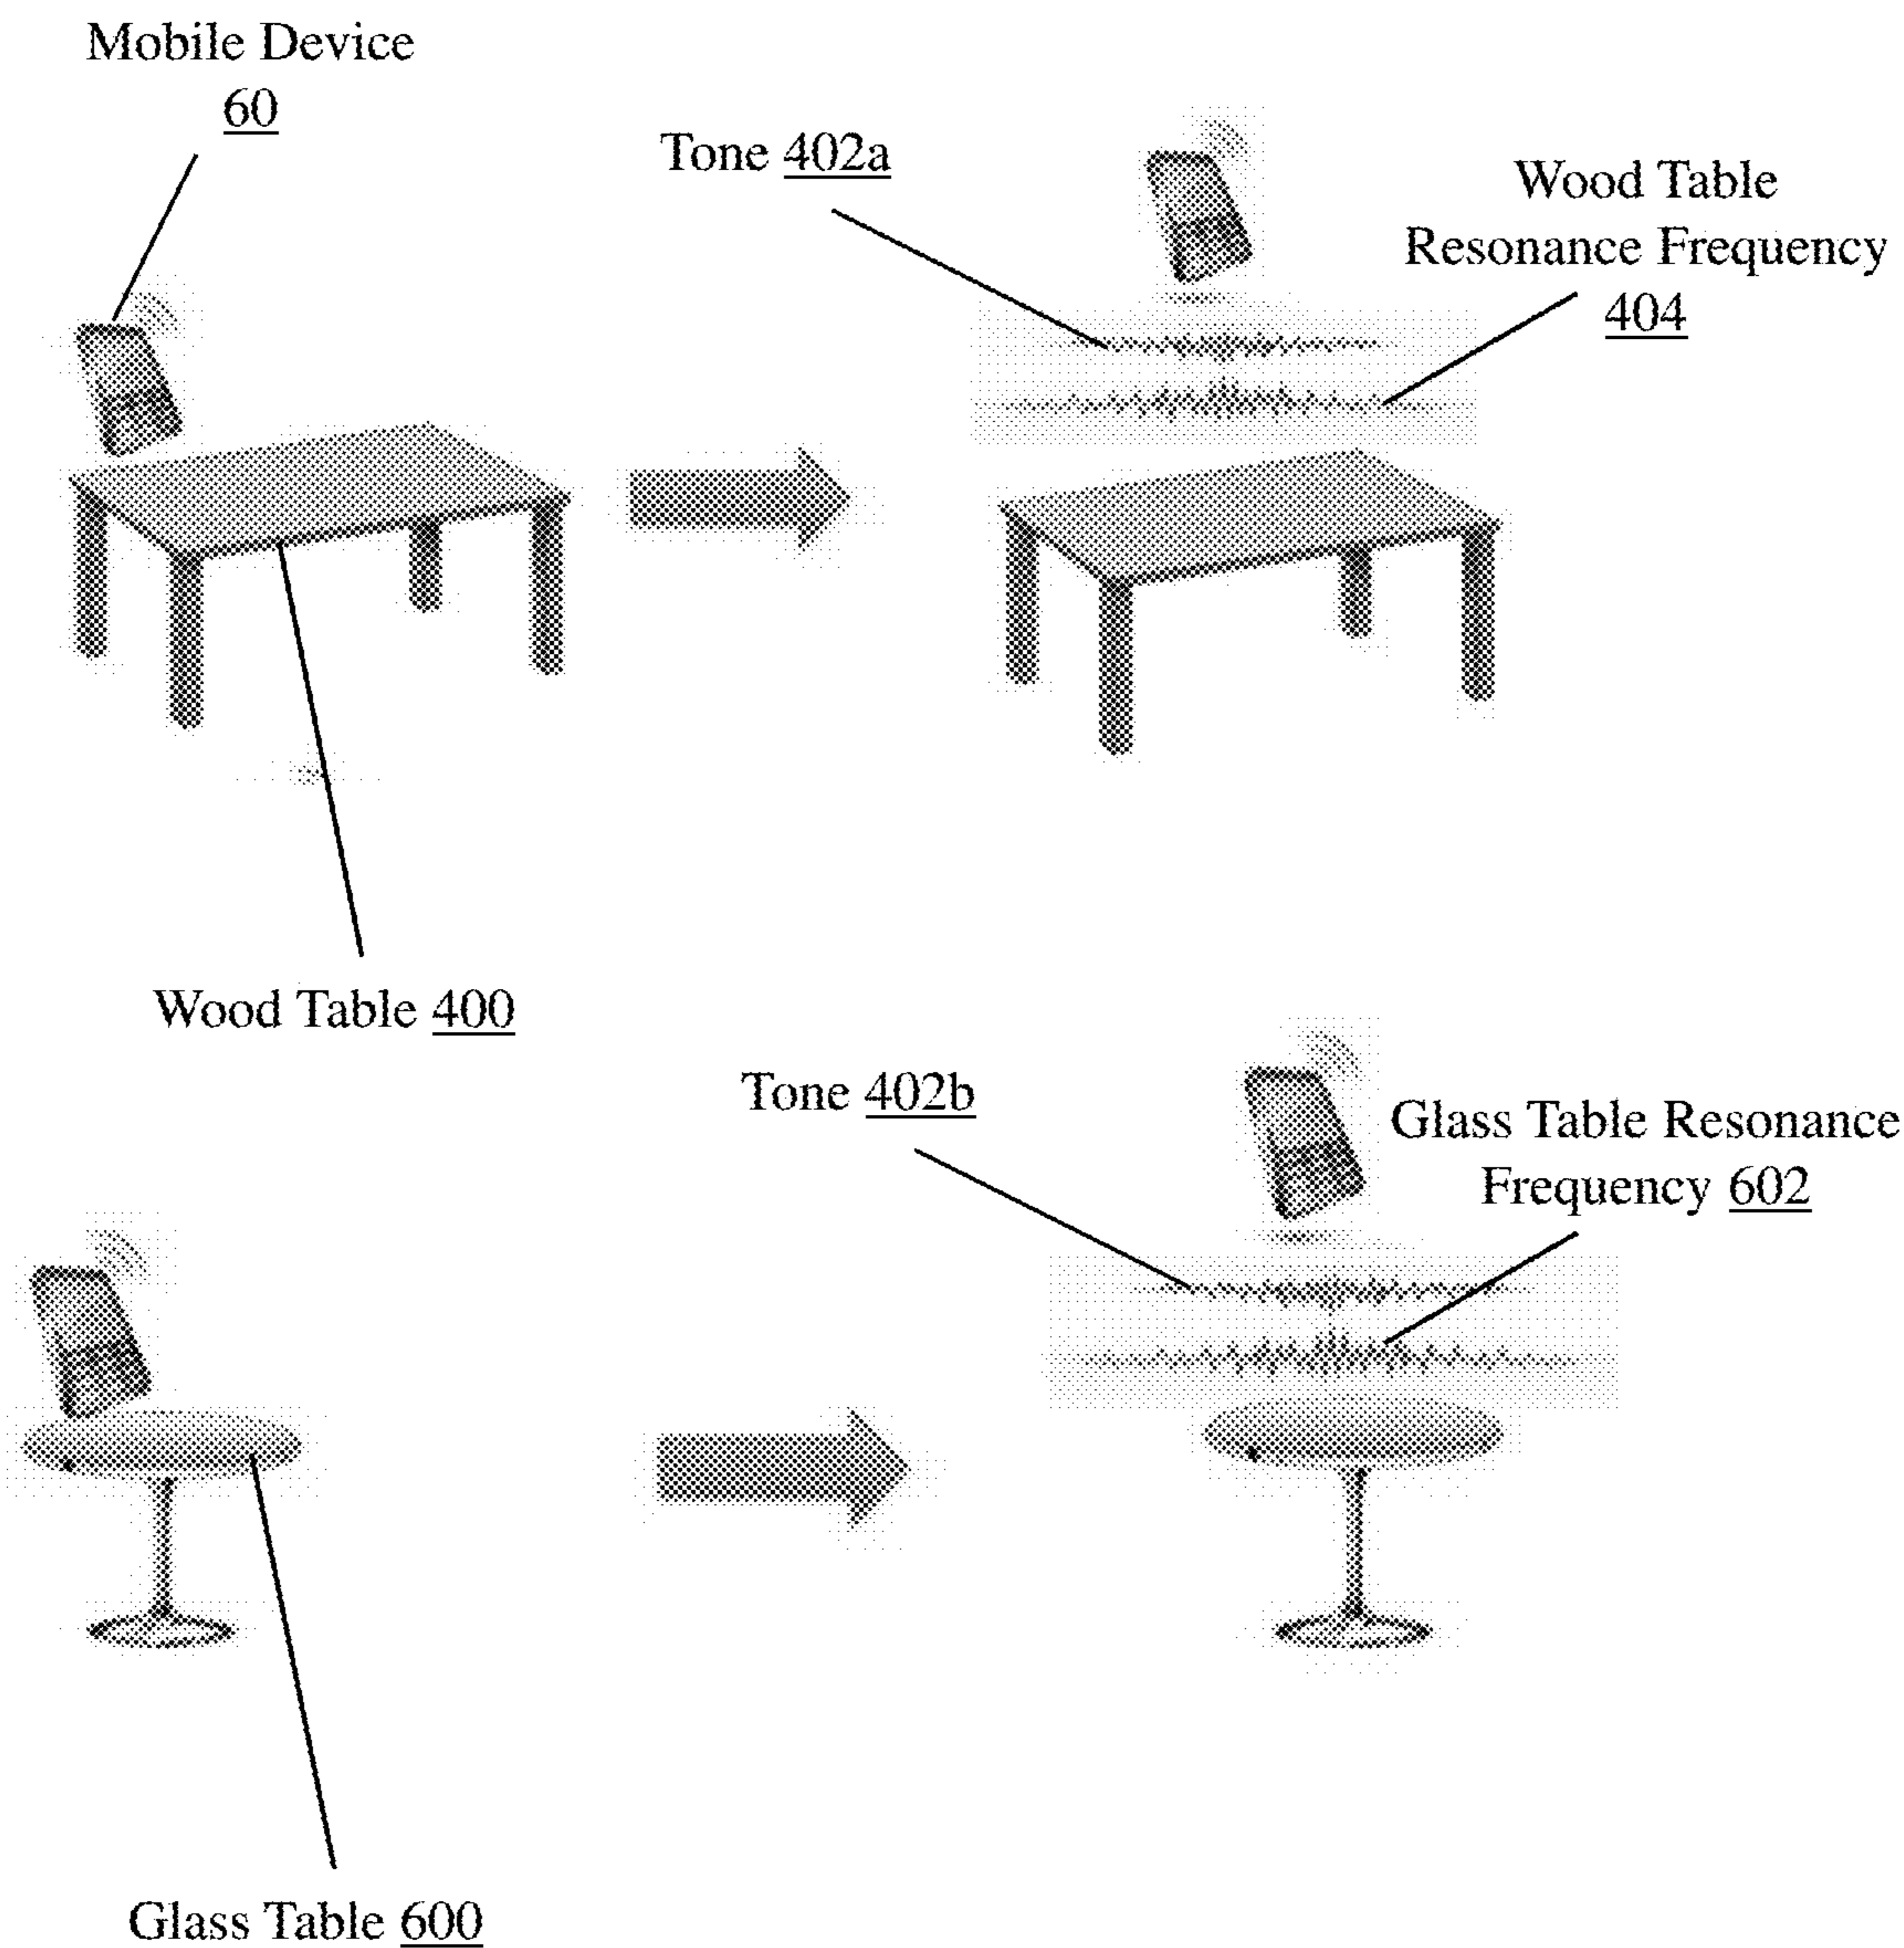 Mobile Device
60
Tone 402a
Wood Table
Resonance Frequency
404
Wood Table 400
Tone 402b
Glass Table Resonance
Frequency 602
Glass Table 600